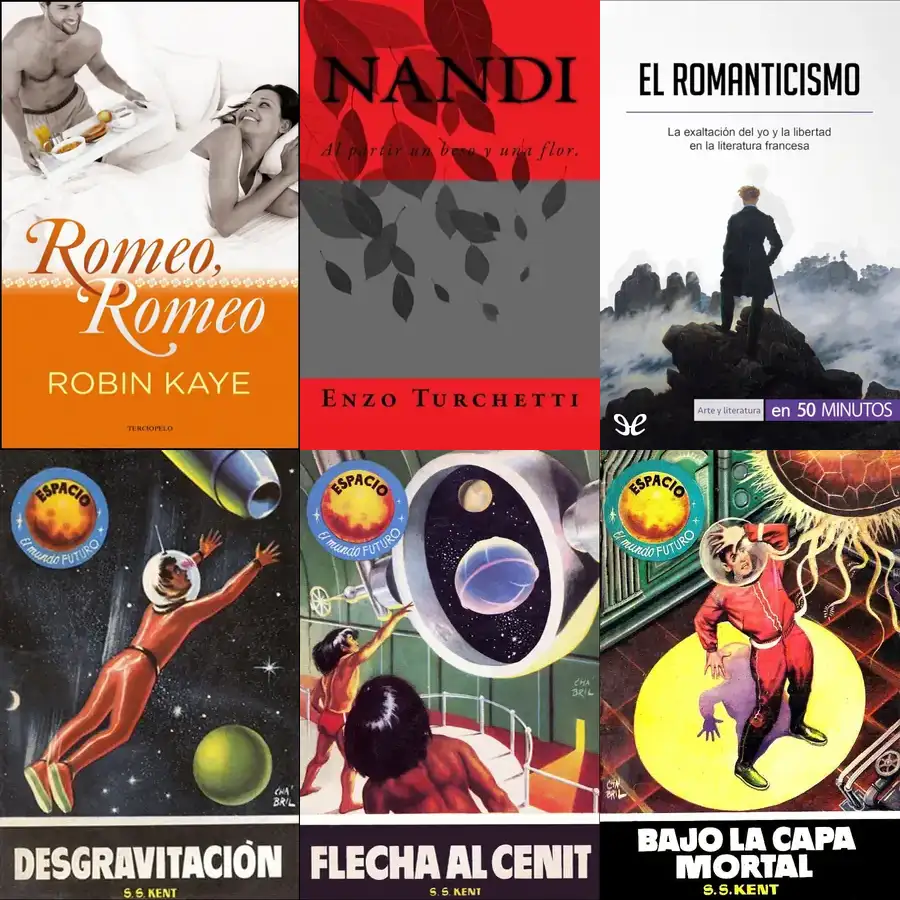 Romeo,
Romeo
ROBIN KAYE
TERCIOPELO
NANDI
Al partir un beso y una flor.
ENZO TURCHETTI
EL ROMANTICISMO
La exaltación del yo y la libertad
en la literatura francesa
Arte y literatura en 50 MINUTOS
ESPACIO
El mundo FUTURO
CHA
BRIL
DESGRAVITACIÒN
S. S. KENT
ESPACIO
El mundo FUTURO
CHA
BRIL
FLECHA AL CENIT
S. S. KENT
ESPACIO
El mundo FUTURO
CHA
BRIL
BAJO LA CAPA
MORTAL
S. S. KENT